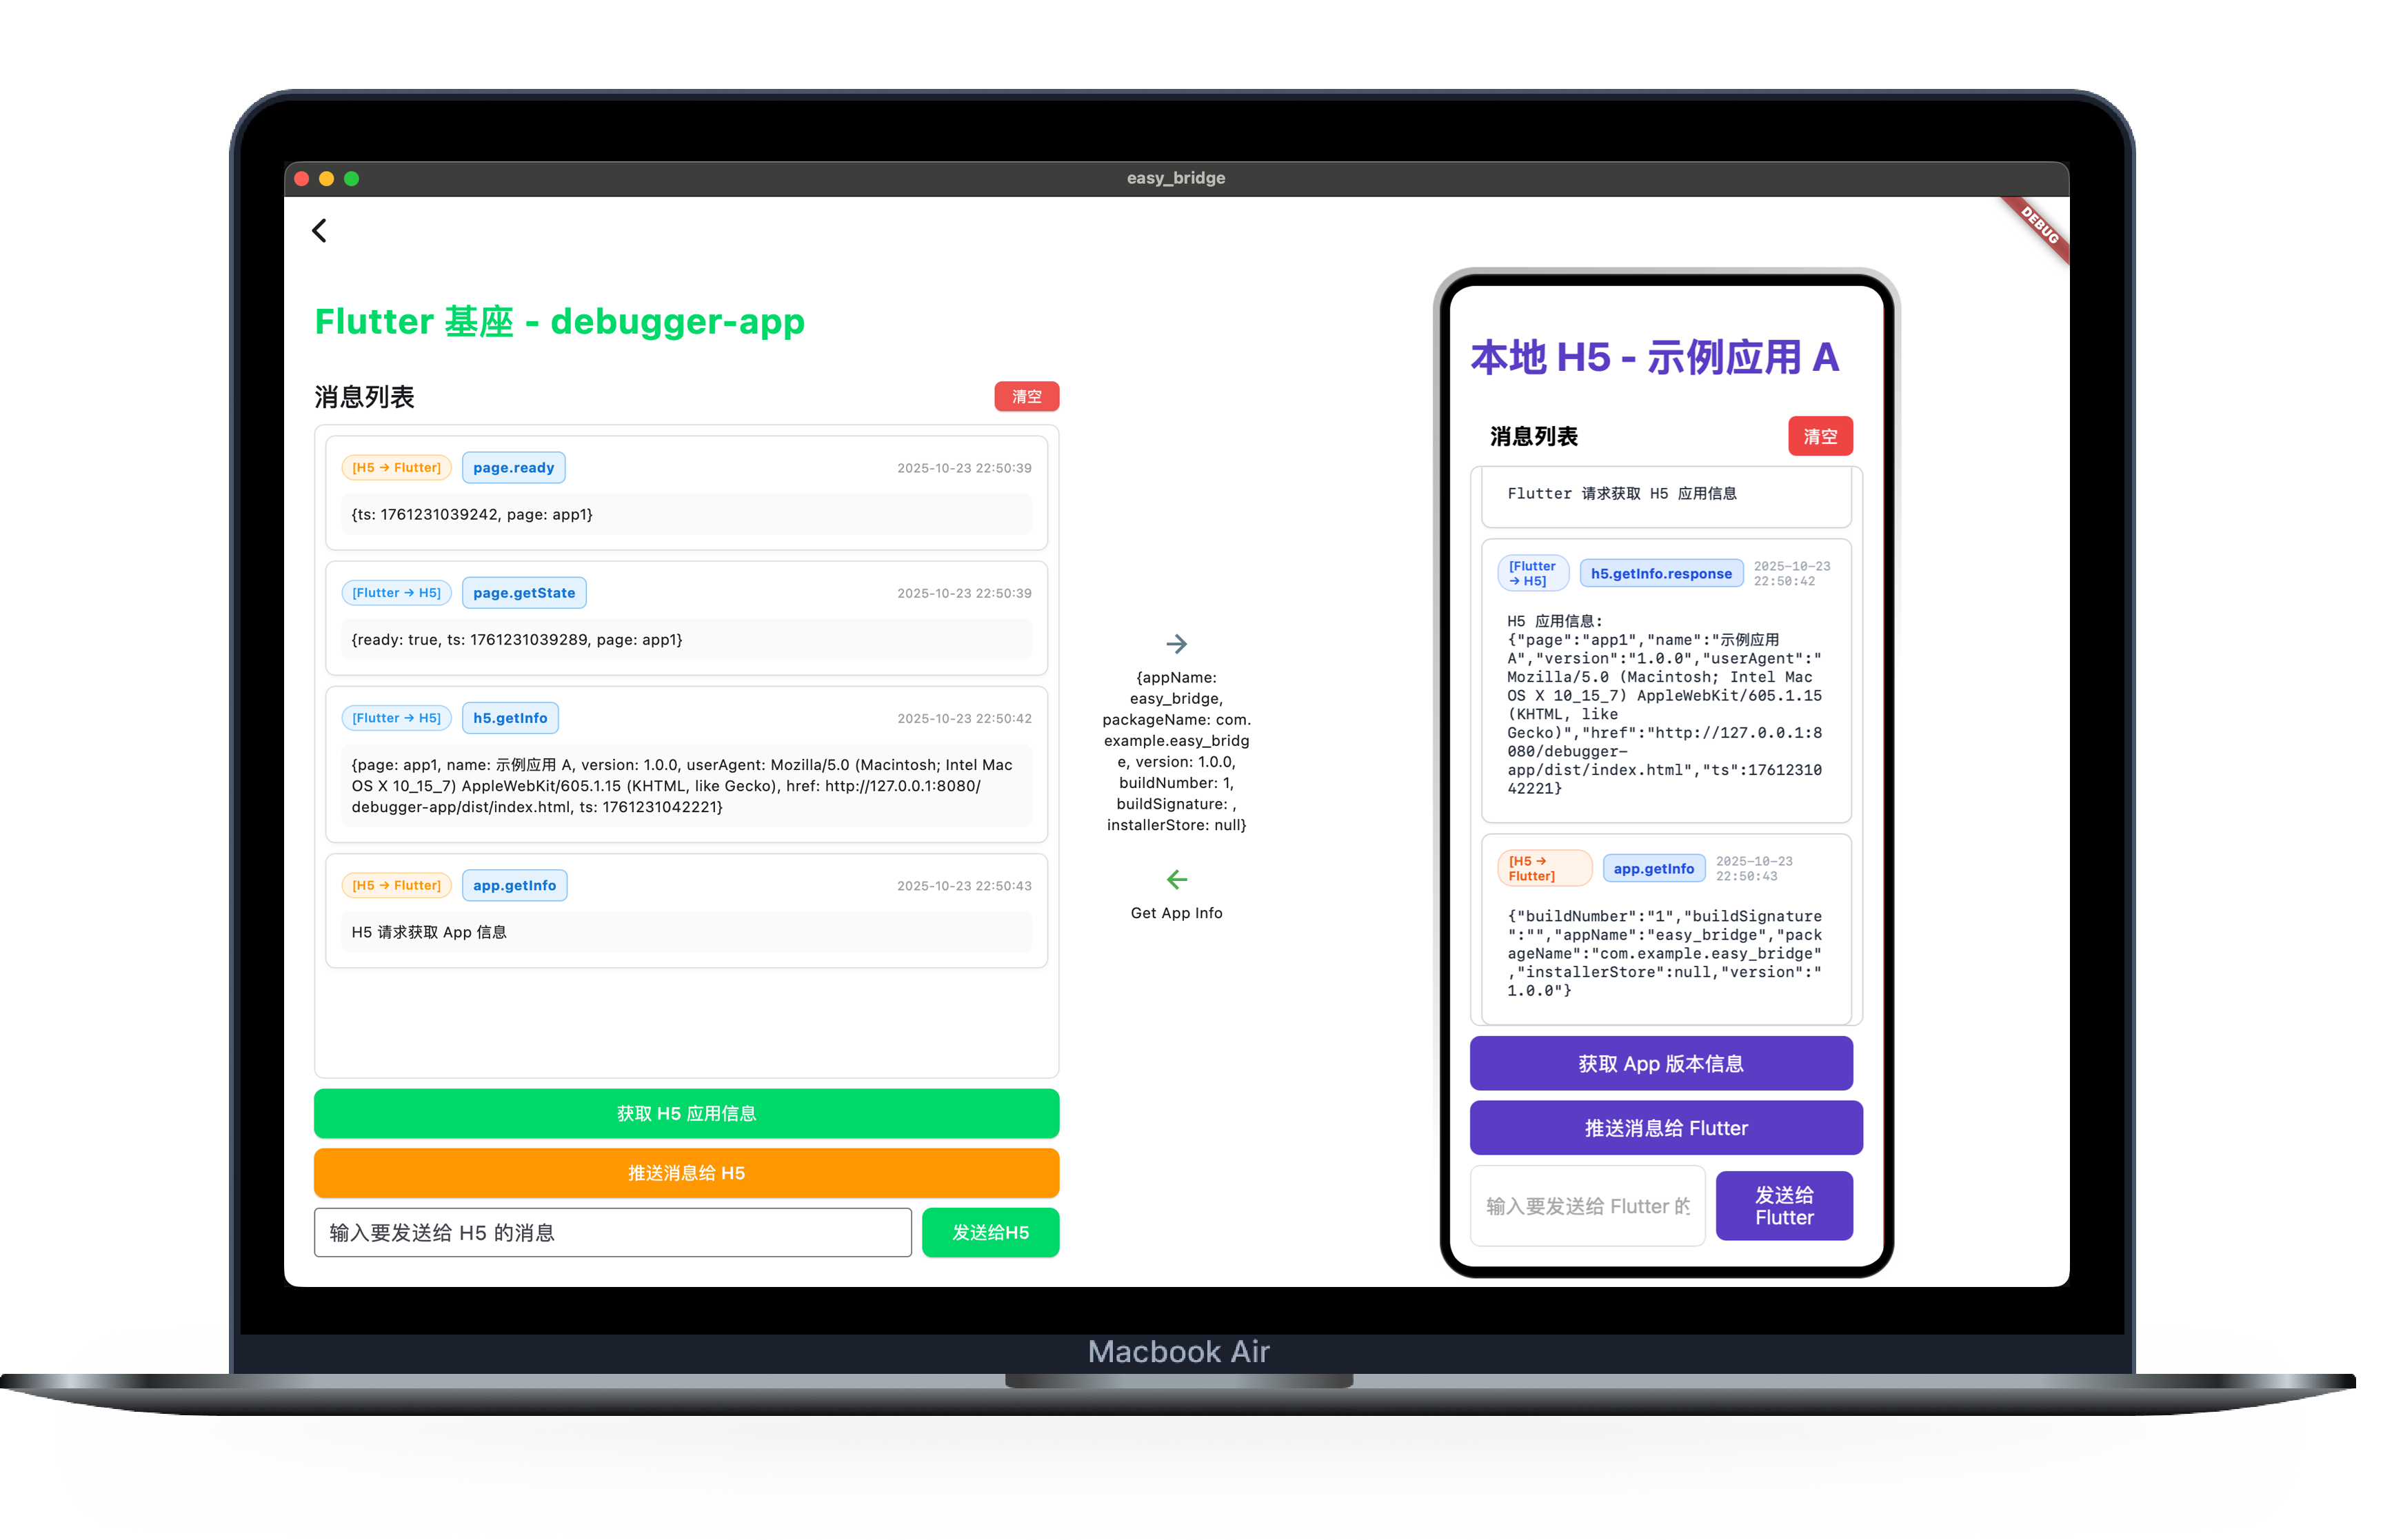 easy_bridge
DEBUG
Flutter 基座 - debugger-app
消息列表
清空
[H5 → Flutter]
page.ready
2025-10-23 22:50:39
{ts: 1761231039242, page: app1}
[Flutter → H5]
page.getState
2025-10-23 22:50:39
{ready: true, ts: 1761231039289, page: app1}
[Flutter → H5]
h5.getInfo
2025-10-23 22:50:42
{page: app1, name: 示例应用 A, version: 1.0.0, userAgent: Mozilla/5.0 (Macintosh; Intel Mac
OS X 10_15_7) AppleWebKit/605.1.15 (KHTML, like Gecko), href: http://127.0.0.1:8080/
debugger-app/dist/index.html, ts: 1761231042221}
[H5 → Flutter]
app.getInfo
2025-10-23 22:50:43
H5 请求获取 App 信息
获取 H5 应用信息
推送消息给 H5
输入要发送给 H5 的消息
发送给H5
→
{appName:
easy_bridge,
packageName: com.
example.easy_bridg
e, version: 1.0.0,
buildNumber: 1,
buildSignature: ,
installerStore: null}
←
Get App Info
本地 H5 - 示例应用 A
消息列表
清空
Flutter 请求获取 H5 应用信息
[Flutter
→ H5]
h5.getInfo.response
2025-10-23
22:50:42
H5 应用信息:
{"page":"app1","name":"示例应用
A","version":"1.0.0","userAgent":"
Mozilla/5.0 (Macintosh; Intel Mac
OS X 10_15_7) AppleWebKit/605.1.15
(KHTML, like
Gecko)","href":"http://127.0.0.1:8
080/debugger-
app/dist/index.html","ts":17612310
42221}
[H5 →
Flutter]
app.getInfo
2025-10-23
22:50:43
{"buildNumber":"1","buildSignature
":"","appName":"easy_bridge","pack
ageName":"com.example.easy_bridge"
,"installerStore":null,"version":"
1.0.0"}
获取 App 版本信息
推送消息给 Flutter
输入要发送给 Flutter 的
发送给
Flutter
Macbook Air